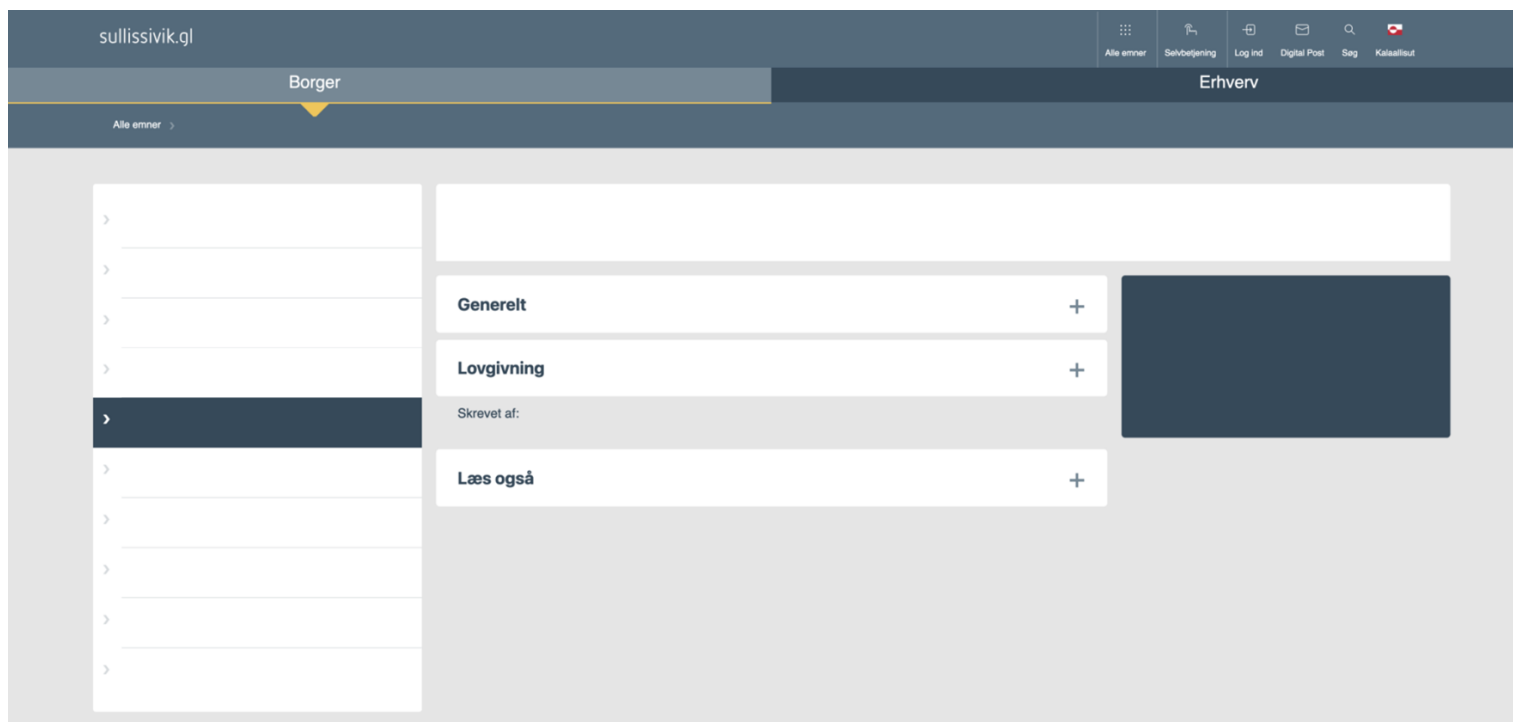 sullissivik.gl
Alle emner
Selvbetjening
Log ind
Digital Post
Søg
Kalaallisut
Borger
Erhverv
Alle emner
Generelt
Lovgivning
Skrevet af:
Læs også